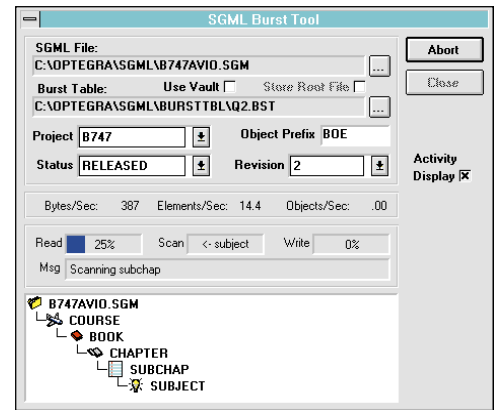 SGML Burst Tool
SGML File:
C:\OPTEGRA\SGML\B747AVIO.SGM
...
Abort
Burst Table: Use Vault Store Root File
Close
C:\OPTEGRA\SGML\BURSTTBL\Q2.BST
...
Project B747 Object Prefix BOE
Status RELEASED Revision 2
Activity
Display
Bytes/Sec: 387 Elements/Sec: 14.4 Objects/Sec: .00
Read 25% Scan <- subject Write 0%
Msg Scanning subchap
B747AVIO.SGM
COURSE
BOOK
CHAPTER
SUBCHAP
SUBJECT